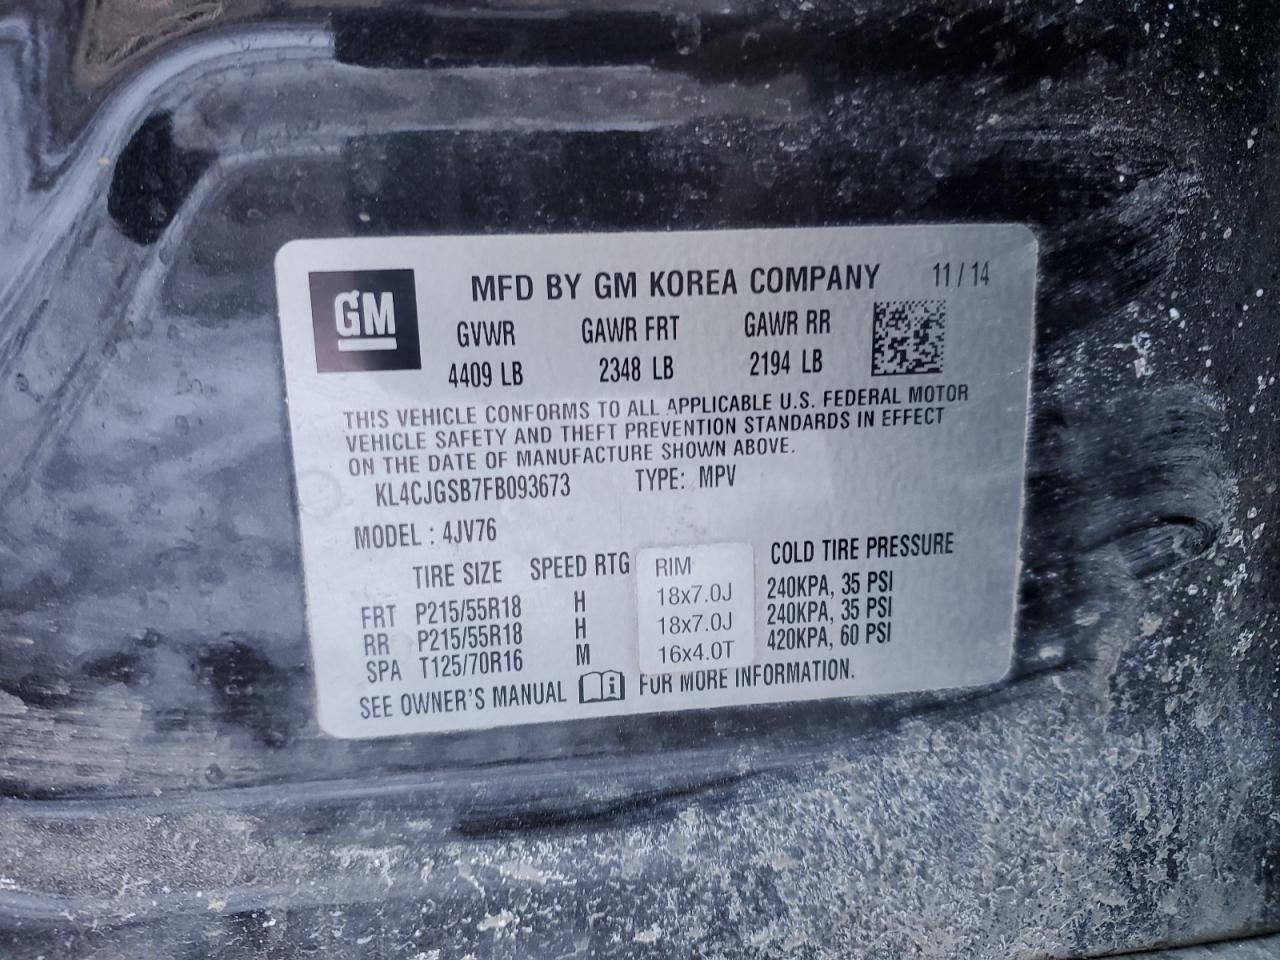 GM
MFD BY GM KOREA COMPANY 11/14
GVWR GAWR FRT GAWR RR
4409 LB 2348 LB 2194 LB
THIS VEHICLE CONFORMS TO ALL APPLICABLE U.S. FEDERAL MOTOR
VEHICLE SAFETY AND THEFT PREVENTION STANDARDS IN EFFECT
ON THE DATE OF MANUFACTURE SHOWN ABOVE.
KL4CJGSB7FB093673 TYPE: MPV
MODEL : 4JV76
TIRE SIZE SPEED RTG RIM COLD TIRE PRESSURE
FRT P215/55R18 H 18x7.0J 240KPA, 35 PSI
RR P215/55R18 H 18x7.0J 240KPA, 35 PSI
SPA T125/70R16 M 16x4.0T 420KPA, 60 PSI
SEE OWNER'S MANUAL i FOR MORE INFORMATION.